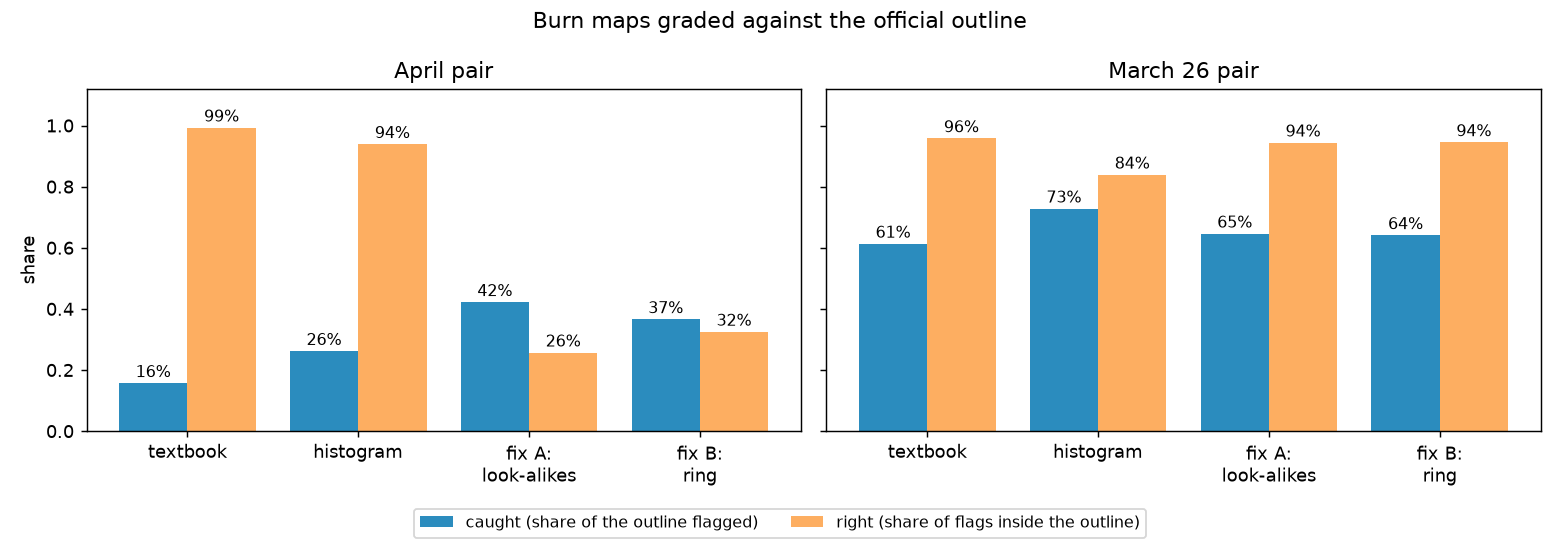 Burn maps graded against the official outline
April pair
March 26 pair
share
1.0
0.8
0.6
0.4
0.2
0.0
16%
99%
26%
94%
42%
26%
37%
32%
61%
96%
73%
84%
65%
94%
64%
94%
textbook
histogram
fix A:
look-alikes
fix B:
ring
textbook
histogram
fix A:
look-alikes
fix B:
ring
caught (share of the outline flagged)
right (share of flags inside the outline)